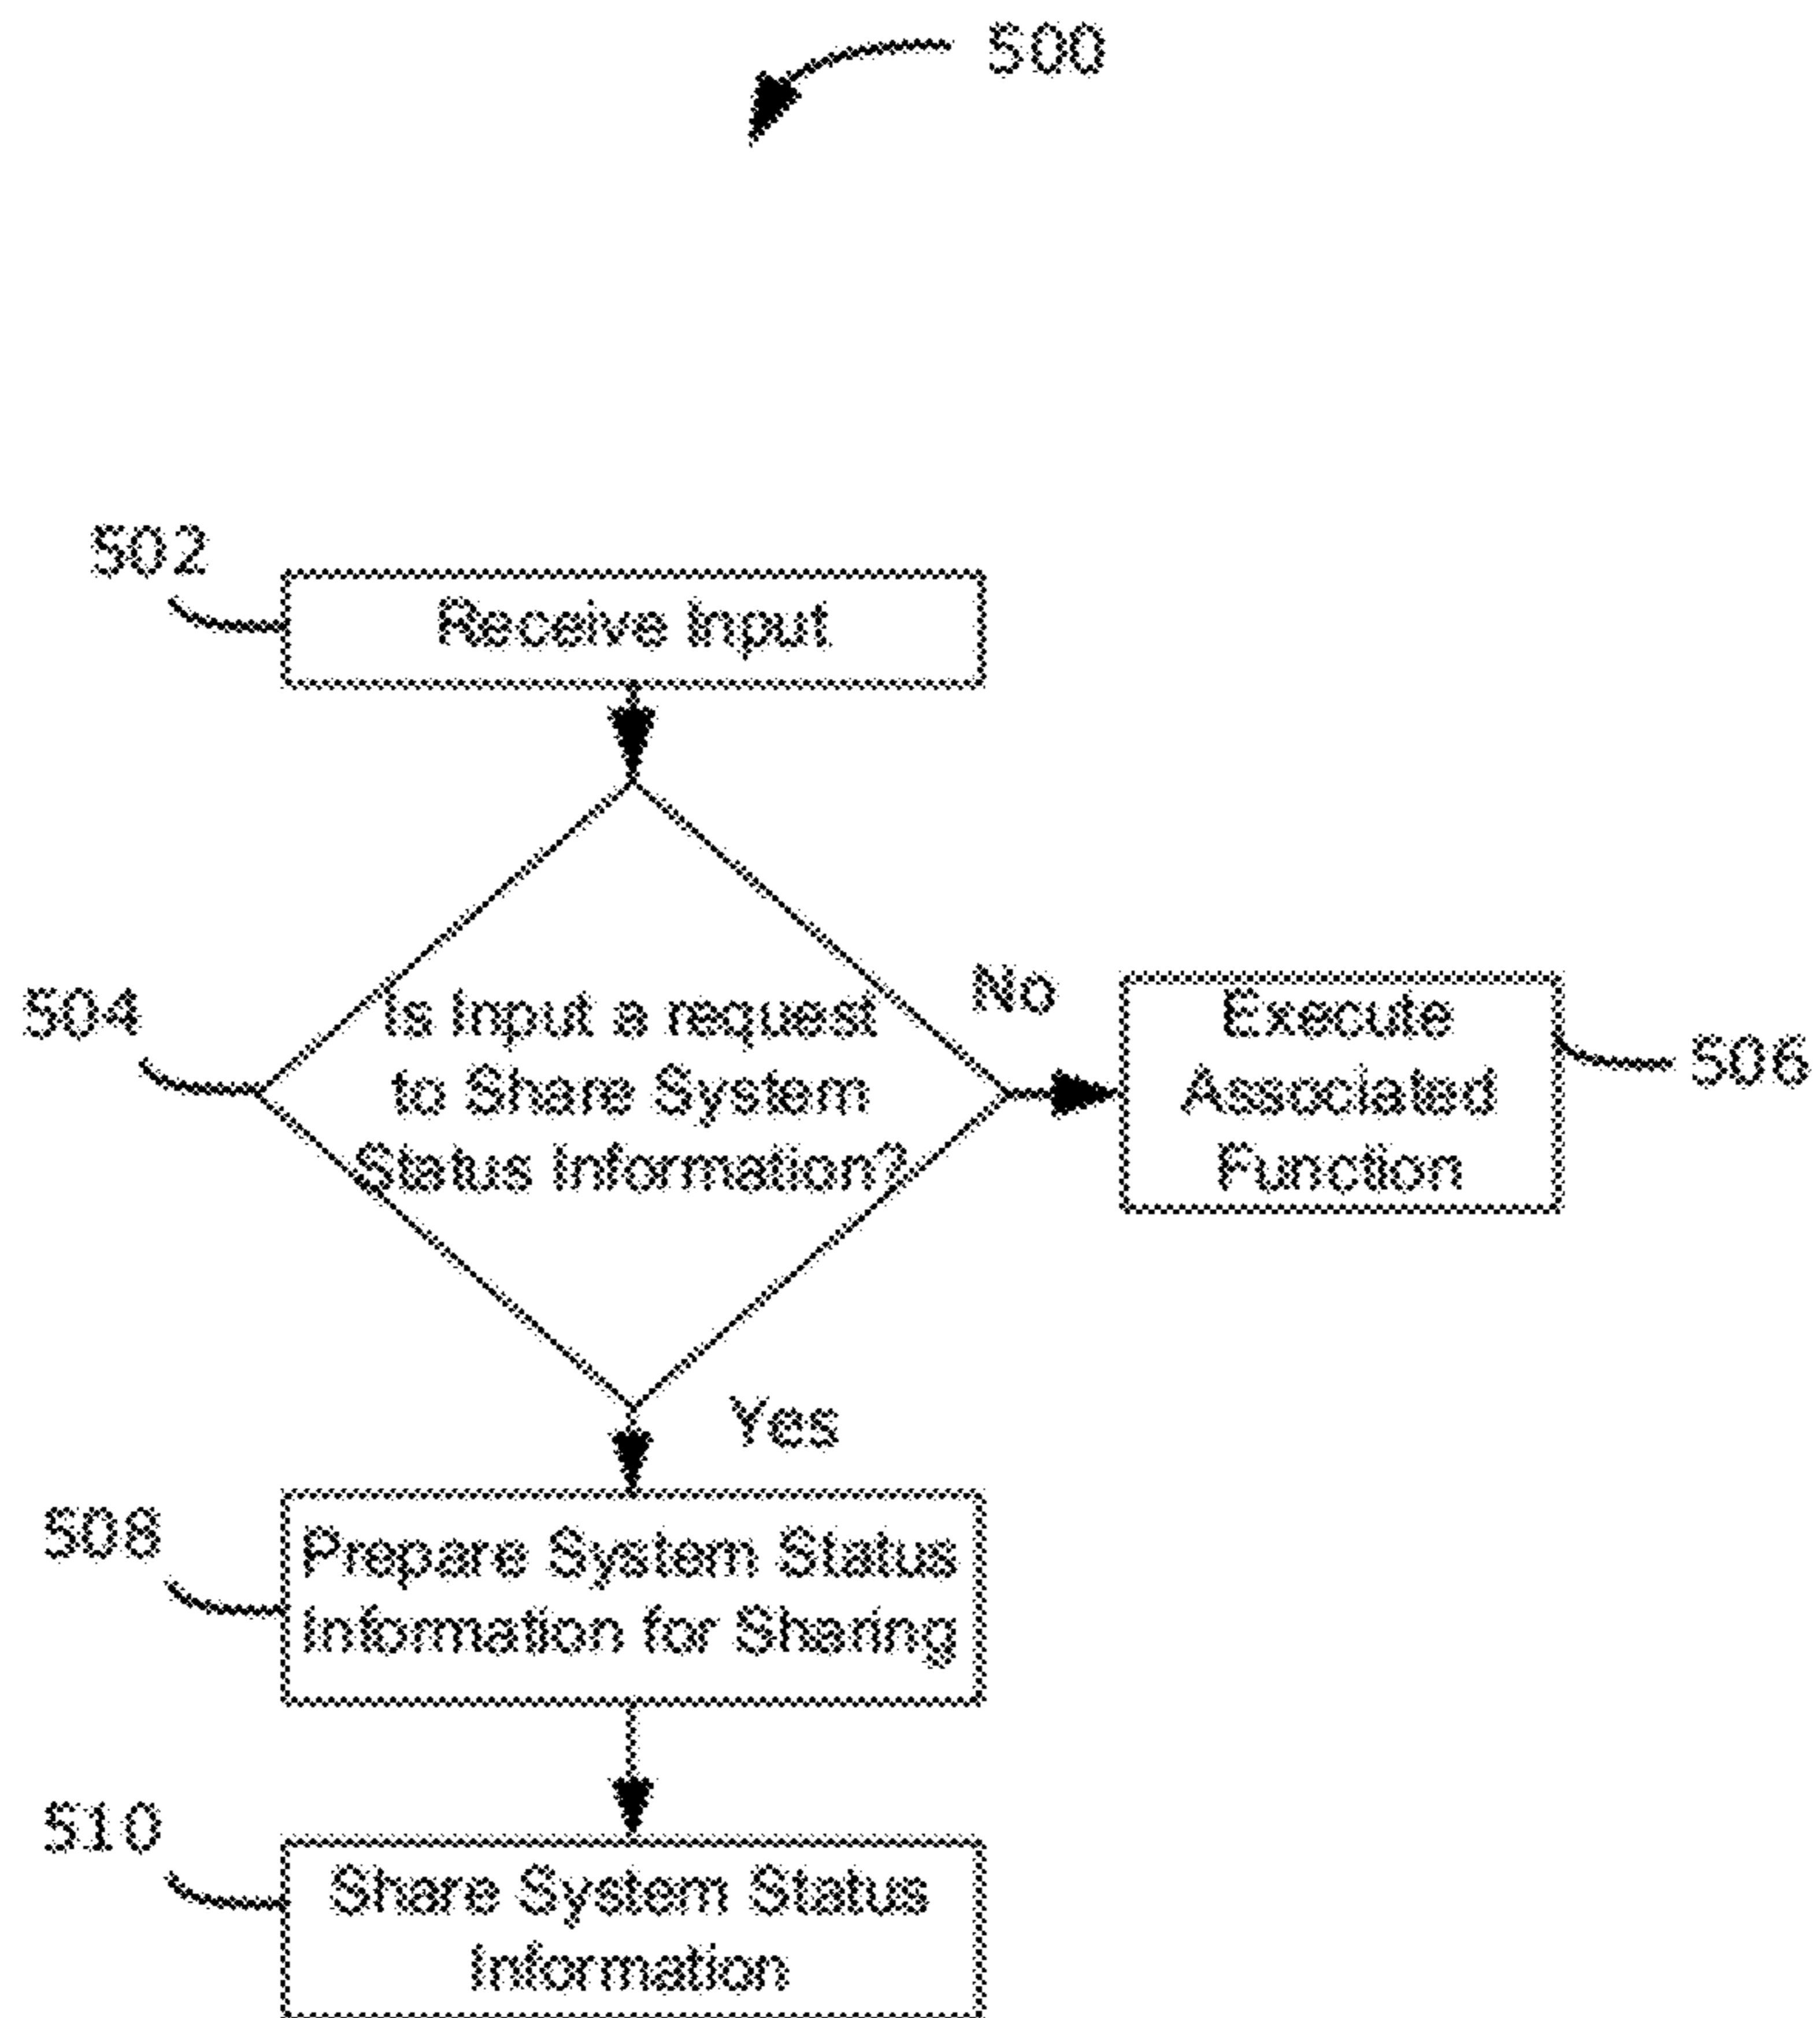 500
502
Receive Input
504
Is Input a request
to Share System
Status Information?
No
Execute
Associated
Function
506
Yes
508
Prepare System Status
Information for Sharing
510
Share System Status
Information